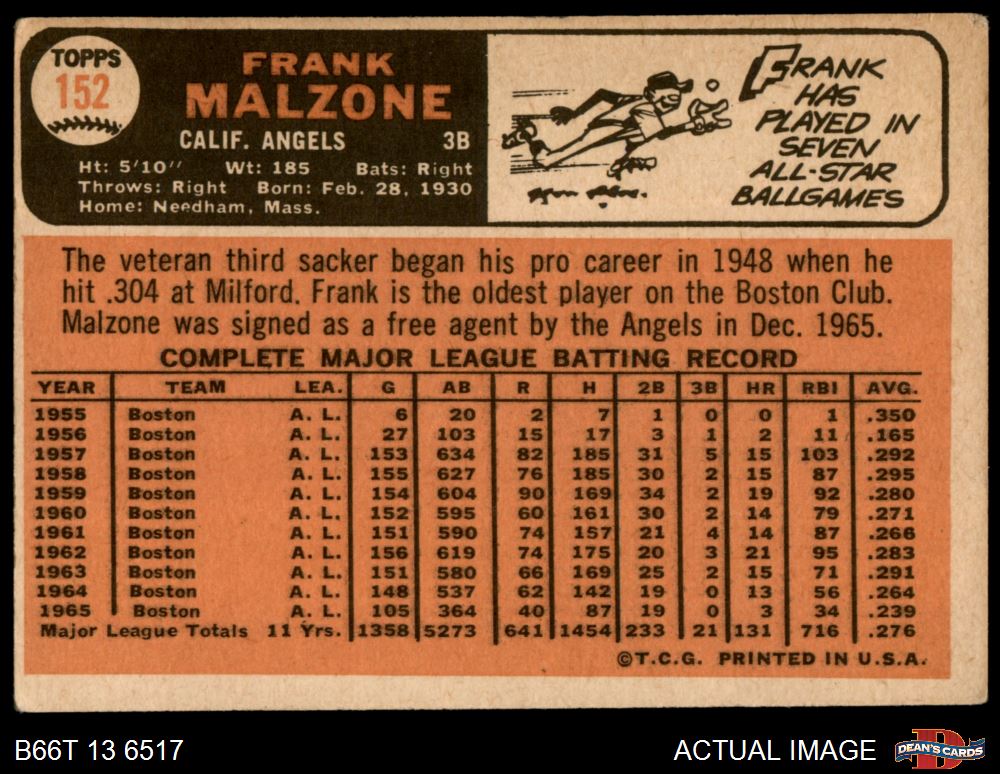 TOPPS
152
FRANK
MALZONE
CALIF. ANGELS 3B
Ht: 5'10" Wt: 185 Bats: Right
Throws: Right Born: Feb. 28, 1930
Home: Needham, Mass.
FRANK
HAS
PLAYED IN
SEVEN
ALL-STAR
BALLGAMES
The veteran third sacker began his pro career in 1948 when he
hit .304 at Milford. Frank is the oldest player on the Boston Club.
Malzone was signed as a free agent by the Angels in Dec. 1965.
COMPLETE MAJOR LEAGUE BATTING RECORD
YEAR TEAM LEA. G AB R H 2B 3B HR RBI AVG.
1955 Boston A. L. 6 20 2 7 1 0 0 1 .350
1956 Boston A. L. 27 103 15 17 3 1 2 11 .165
1957 Boston A. L. 153 634 82 185 31 5 15 103 .292
1958 Boston A. L. 155 627 76 185 30 2 15 87 .295
1959 Boston A. L. 154 604 90 169 34 2 19 92 .280
1960 Boston A. L. 152 595 60 161 30 2 14 79 .271
1961 Boston A. L. 151 590 74 157 21 4 14 87 .266
1962 Boston A. L. 156 619 74 175 20 3 21 95 .283
1963 Boston A. L. 151 580 66 169 25 2 15 71 .291
1964 Boston A. L. 148 537 62 142 19 0 13 56 .264
1965 Boston A. L. 105 364 40 87 19 0 3 34 .239
Major League Totals 11 Yrs. 1358 5273 641 1454 233 21 131 716 .276
©T.C.G. PRINTED IN U.S.A.
B66T 13 6517
ACTUAL IMAGE
DEAN'S CARDS